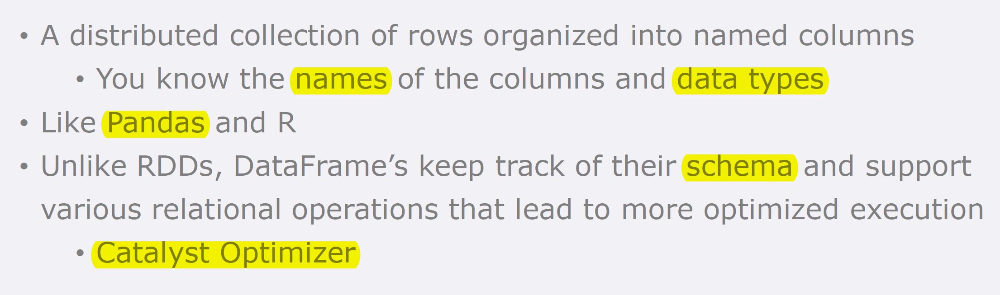 • A distributed collection of rows organized into named columns
• You know the names of the columns and data types
• Like Pandas and R
• Unlike RDDs, DataFrame’s keep track of their schema and support
various relational operations that lead to more optimized execution
• Catalyst Optimizer